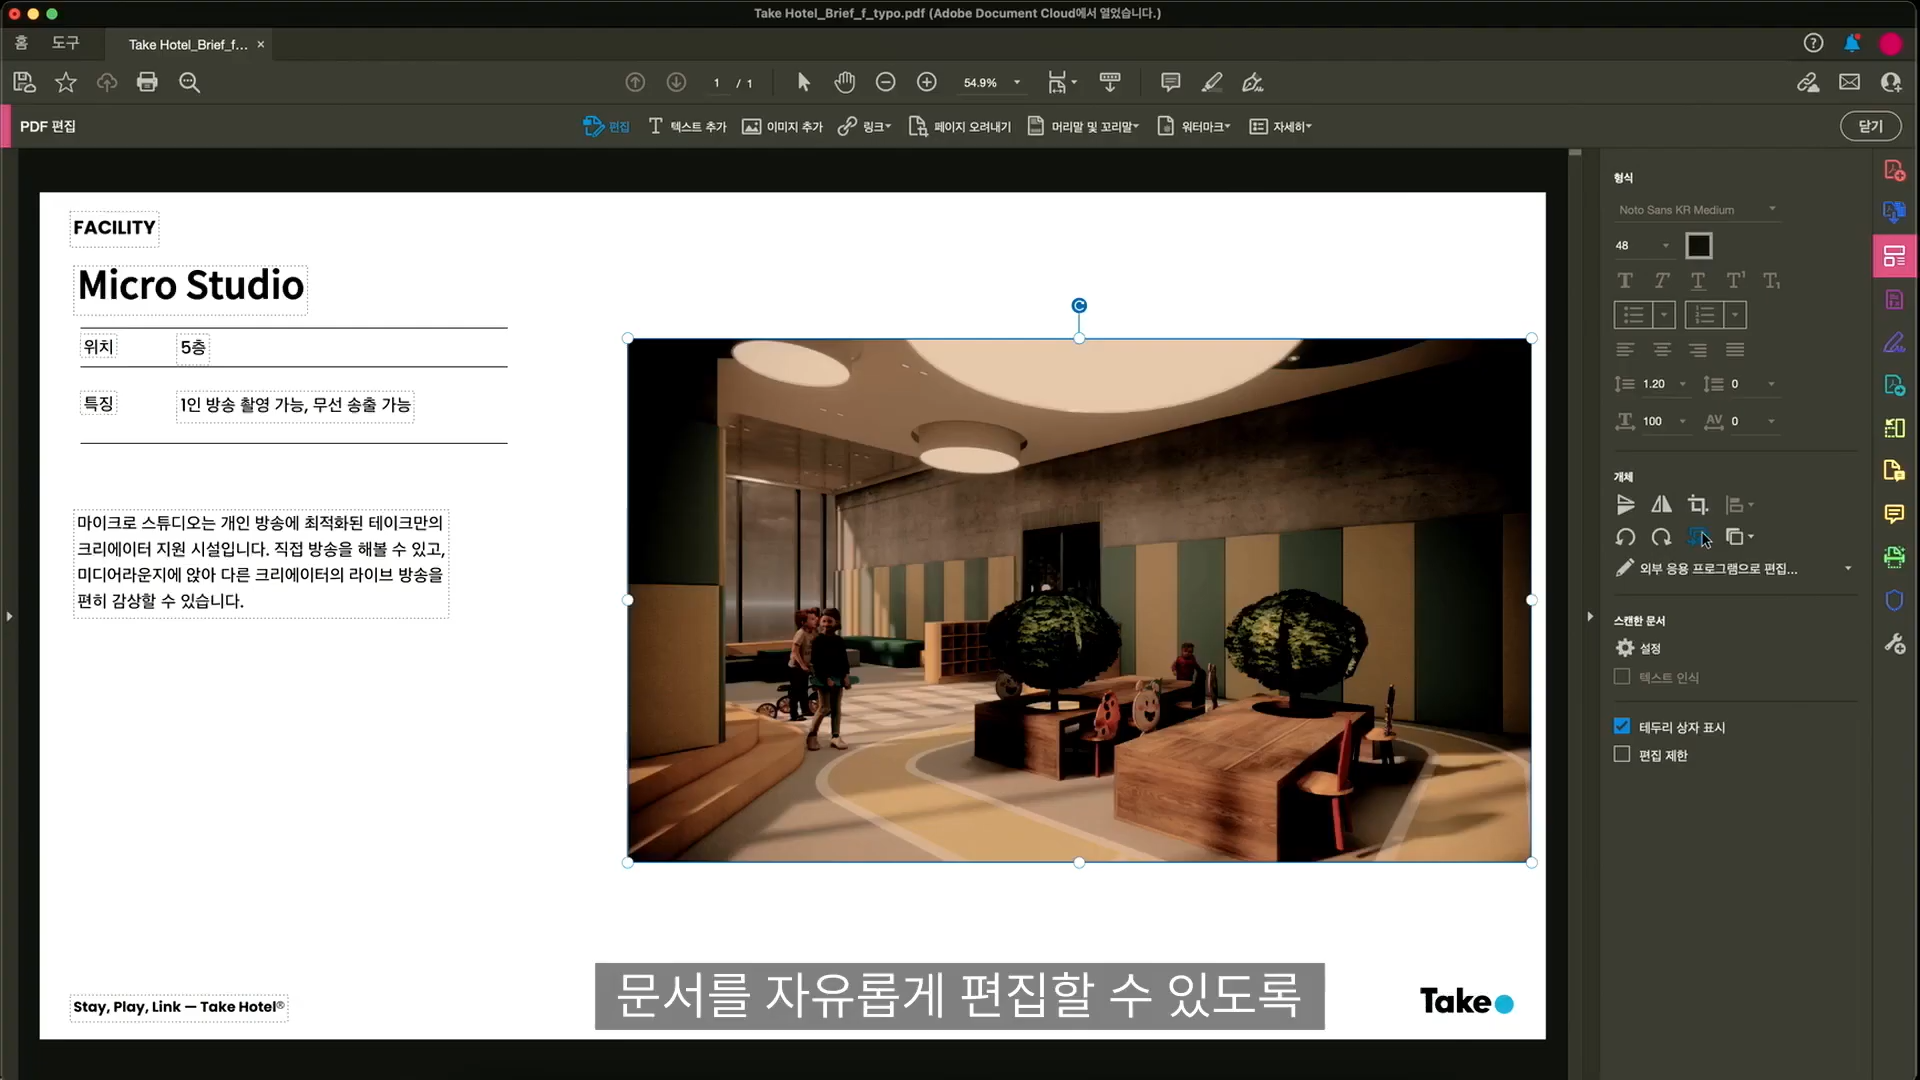 Take Hotel_Brief_f_typo.pdf (Adobe Document Cloud에서 열었습니다.)
홈
도구
Take Hotel_Brief_f...
1 / 1
54.9%
PDF 편집
편집
텍스트 추가
이미지 추가
링크
페이지 오려내기
머리말 및 꼬리말
워터마크
자세히
닫기
FACILITY
Micro Studio
위치 5층
특징 1인 방송 촬영 가능, 무선 송출 가능
마이크로 스튜디오는 개인 방송에 최적화된 테이크만의
크리에이터 지원 시설입니다. 직접 방송을 해볼 수 있고,
미디어라운지에 앉아 다른 크리에이터의 라이브 방송을
편히 감상할 수 있습니다.
Stay, Play, Link — Take Hotel®
Take
문서를 자유롭게 편집할 수 있도록
형식
Noto Sans KR Medium
48
1.20
0
100
0
개체
외부 응용 프로그램으로 편집...
스캔한 문서
설정
텍스트 인식
테두리 상자 표시
편집 제한